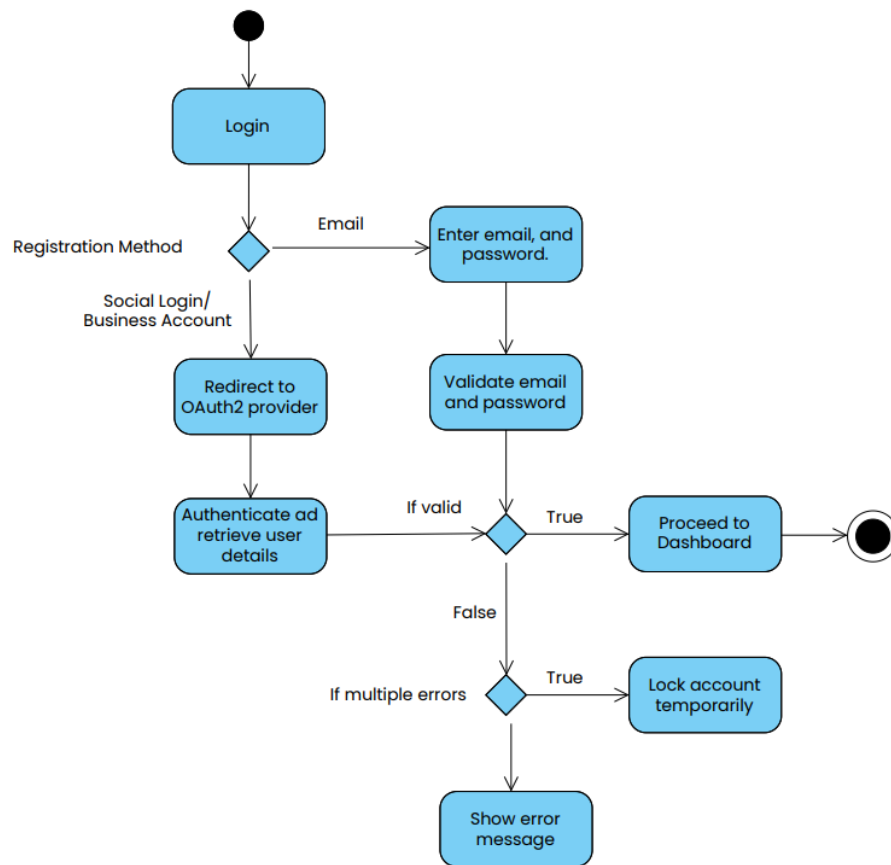 Login
Email
Registration Method
Enter email, and
password.
Social Login/
Business Account
Redirect to
OAuth2 provider
Validate email
and password
Authenticate ad
retrieve user
details
If valid
True
Proceed to
Dashboard
False
If multiple errors
True
Lock account
temporarily
Show error
message